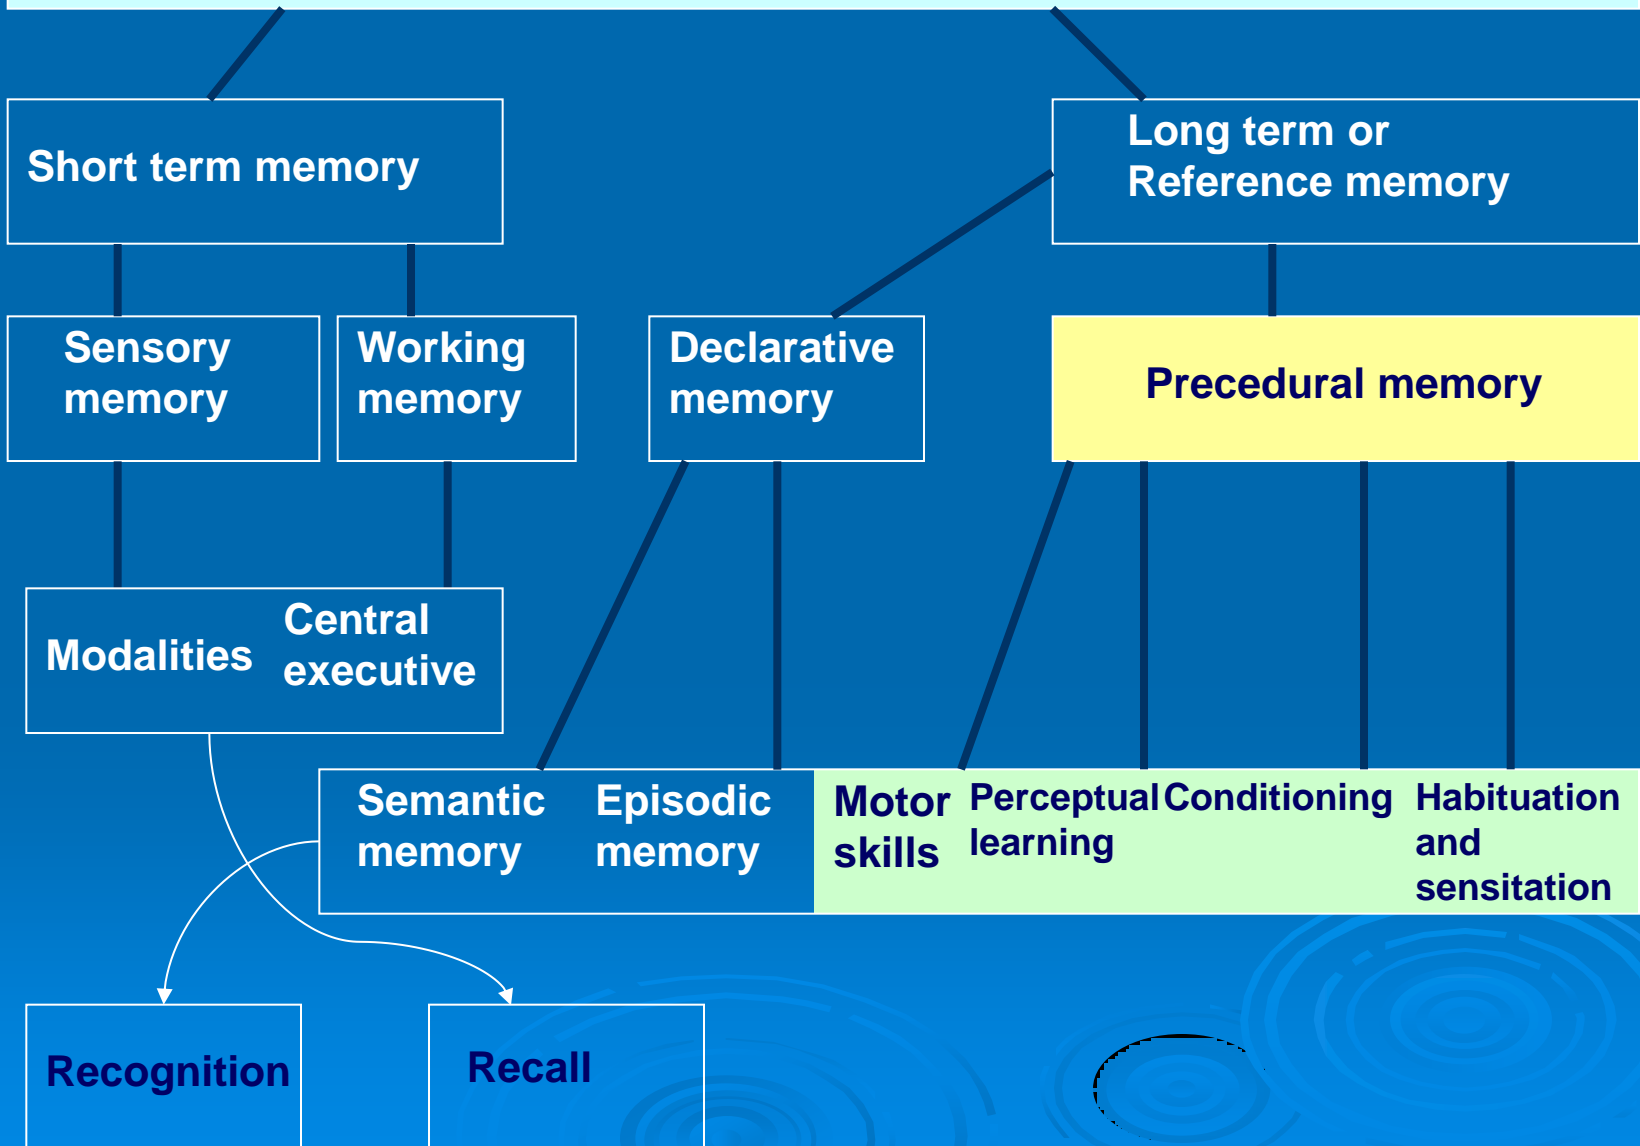 Short term memory
Long term or
Reference memory
Sensory
memory
Working
memory
Declarative
memory
Precedural memory
Modalities
Central
executive
Semantic
memory
Episodic
memory
Motor
skills
Perceptual
learning
Conditioning
Habituation
and
sensitation
Recognition
Recall